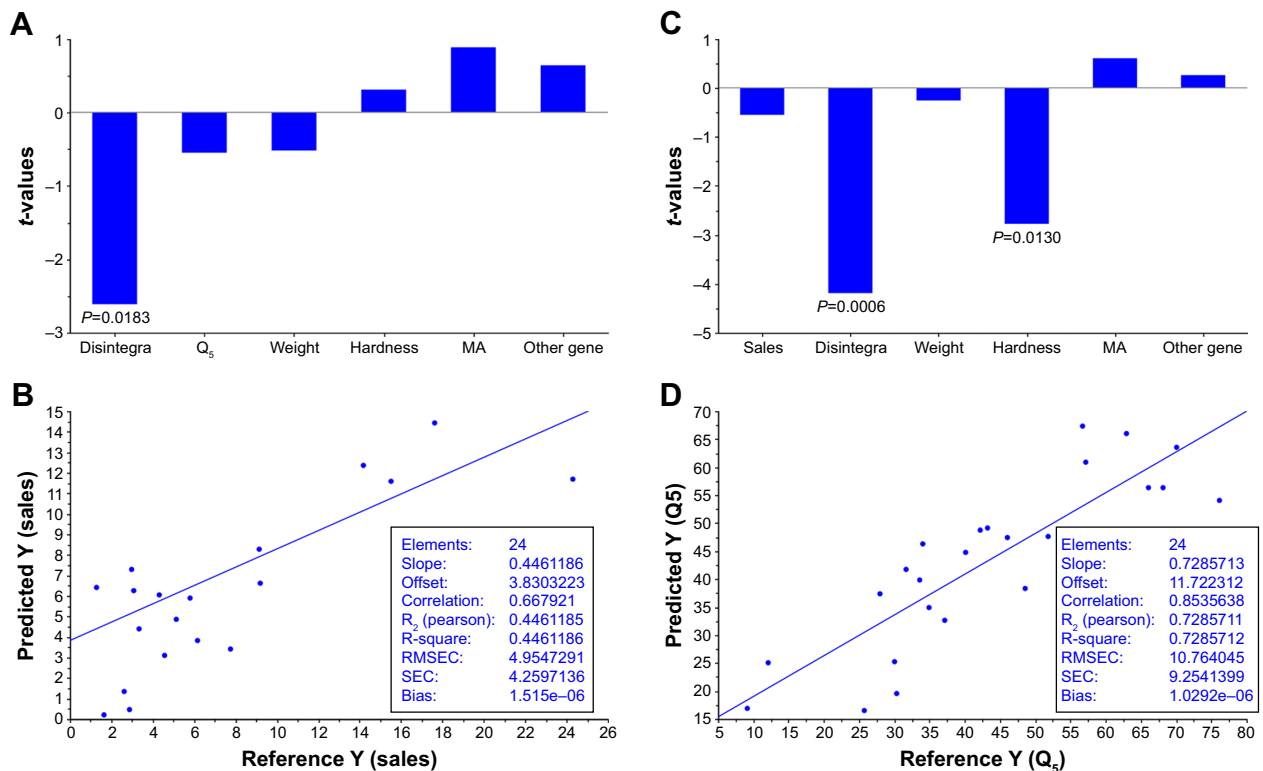 A
t-values
1
0
–1
–2
–3
P=0.0183
Disintegra Q5 Weight Hardness MA Other gene
C
t-values
1
0
–1
–2
–3
–4
–5
P=0.0006
P=0.0130
Sales Disintegra Weight Hardness MA Other gene
B
Predicted Y (sales)
15
14
13
12
11
10
9
8
7
6
5
4
3
2
1
0
Elements: 24
Slope: 0.4461186
Offset: 3.8303223
Correlation: 0.667921
R2 (pearson): 0.4461185
R-square: 0.4461186
RMSEC: 4.9547291
SEC: 4.2597136
Bias: 1.515e–06
0 2 4 6 8 10 12 14 16 18 20 22 24 26
Reference Y (sales)
D
Predicted Y (Q5)
70
65
60
55
50
45
40
35
30
25
20
15
Elements: 24
Slope: 0.7285713
Offset: 11.722312
Correlation: 0.8535638
R2 (pearson): 0.7285711
R-square: 0.7285712
RMSEC: 10.764045
SEC: 9.2541399
Bias: 1.0292e–06
5 10 15 20 25 30 35 40 45 50 55 60 65 70 75 80
Reference Y (Q5)